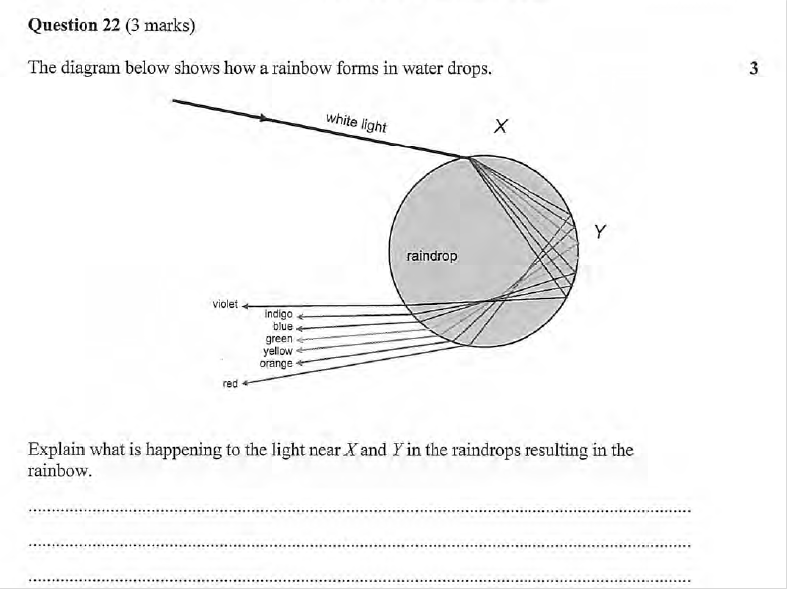 Question 22 (3 marks)
The diagram below shows how a rainbow forms in water drops.
3
white light
X
Y
raindrop
violet
indigo
blue
green
yellow
orange
red
Explain what is happening to the light near X and Y in the raindrops resulting in the
rainbow.